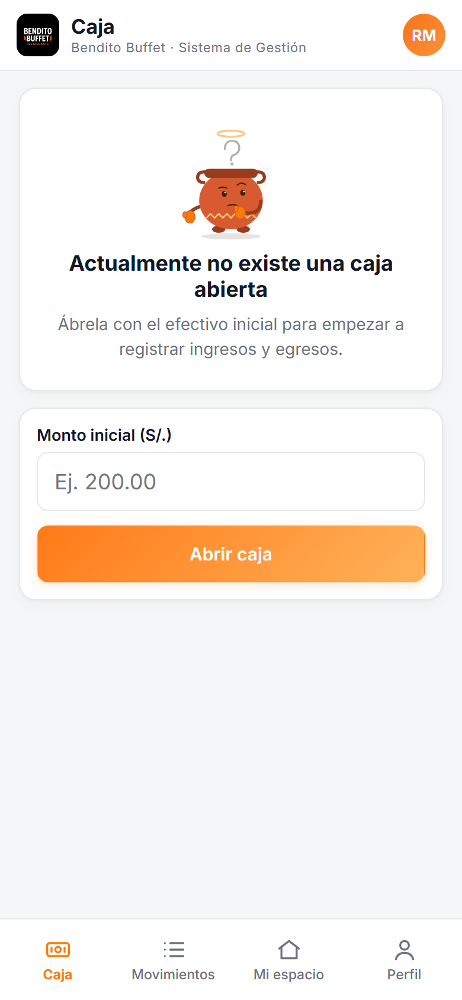 BENDITO
BUFFET
RESTAURANTE
Caja
Bendito Buffet · Sistema de Gestión
RM
?
Actualmente no existe una caja
abierta
Ábrela con el efectivo inicial para empezar a
registrar ingresos y egresos.
Monto inicial (S/.)
Ej. 200.00
Abrir caja
Caja
Movimientos
Mi espacio
Perfil